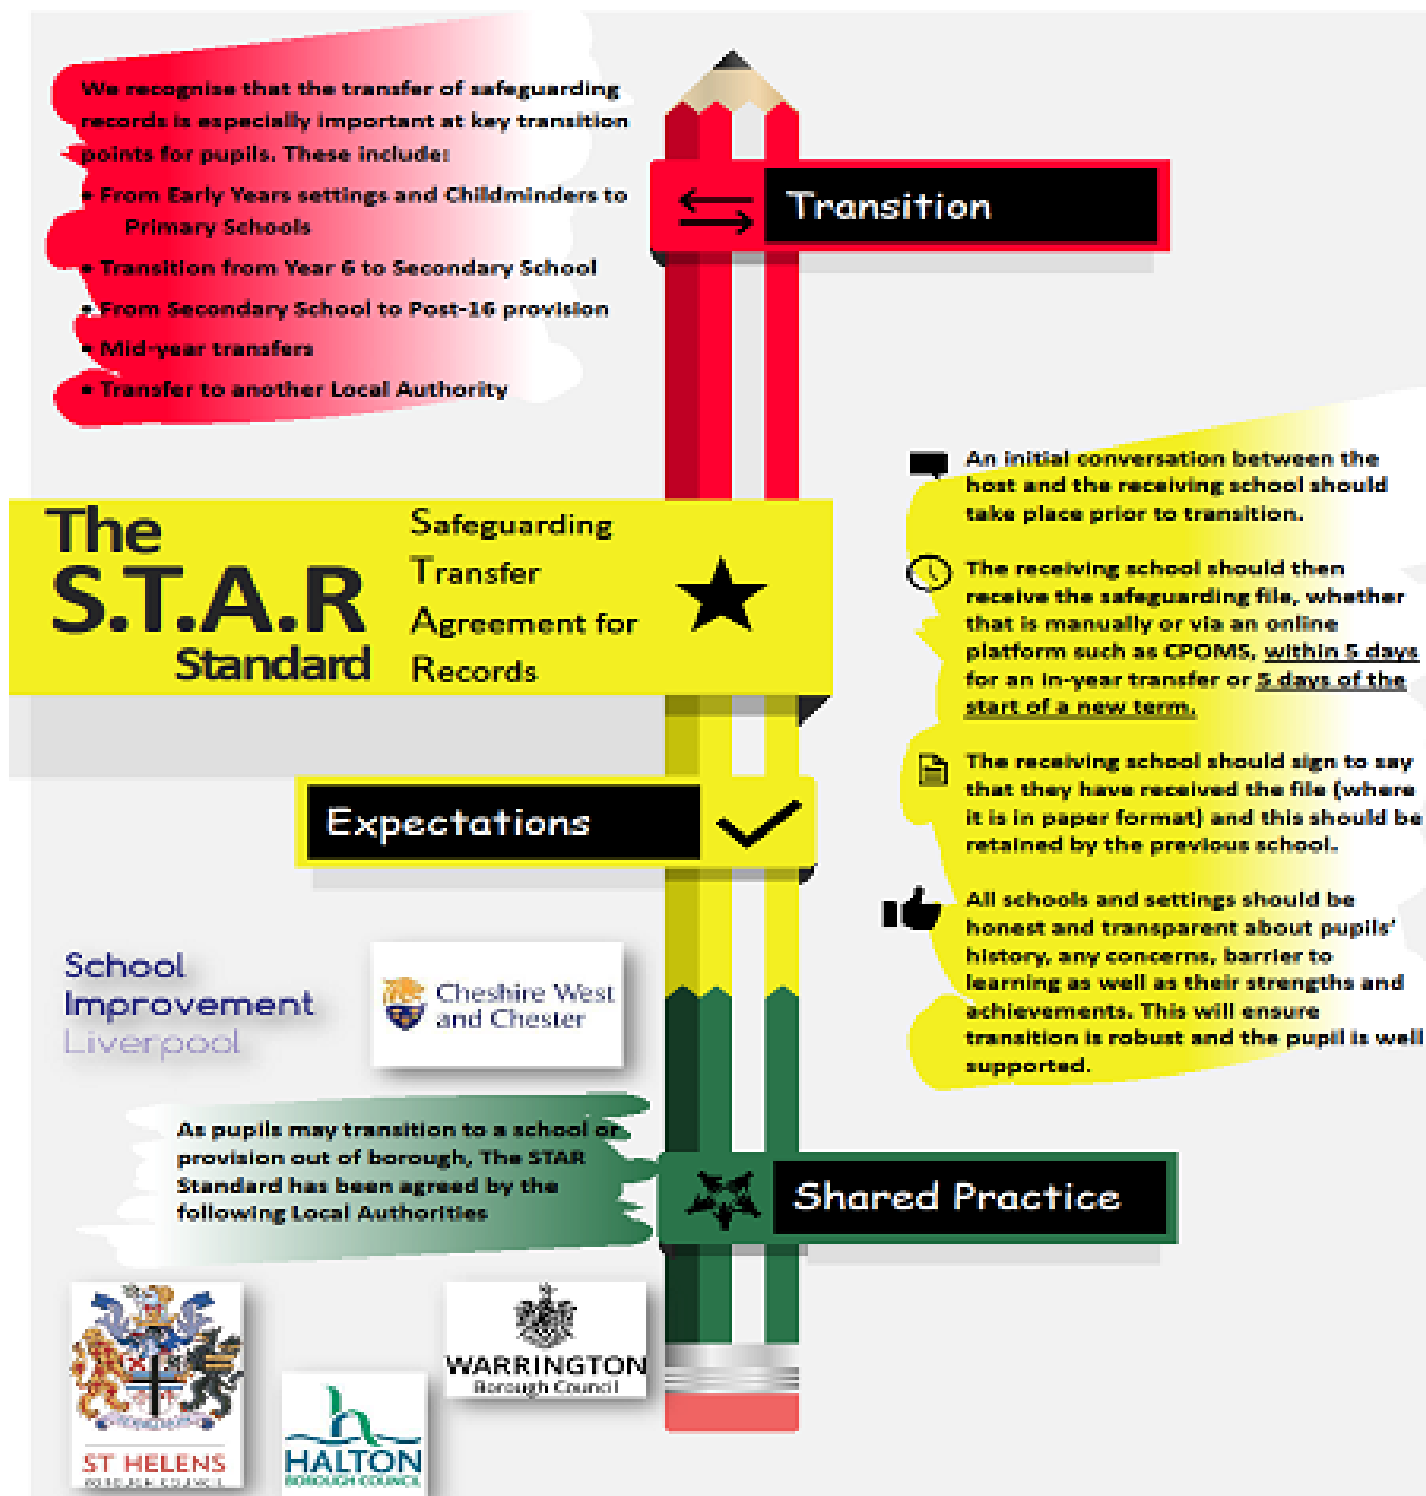 We recognise that the transfer of safeguarding
records is especially important at key transition
points for pupils. These include:
• From Early Years settings and Childminders to
Primary Schools
• Transition from Year 6 to Secondary School
• From Secondary School to Post-16 provision
• Mid-year transfers
• Transfer to another Local Authority
Transition
The
S.T.A.R
Standard
Safeguarding
Transfer
Agreement for
Records
An initial conversation between the
host and the receiving school should
take place prior to transition.
The receiving school should then
receive the safeguarding file, whether
that is manually or via an online
platform such as CPOMS, within 5 days
for an in-year transfer or 5 days of the
start of a new term.
The receiving school should sign to say
that they have received the file (where
it is in paper format) and this should be
retained by the previous school.
All schools and settings should be
honest and transparent about pupils'
history, any concerns, barrier to
learning as well as their strengths and
achievements. This will ensure
transition is robust and the pupil is well
supported.
Expectations
School
Improvement
Liverpool
Cheshire West
and Chester
As pupils may transition to a school or
provision out of borough, The STAR
Standard has been agreed by the
following Local Authorities
Shared Practice
ST HELENS
BOROUGH COUNCIL
HALTON
BOROUGH COUNCIL
WARRINGTON
Borough Council